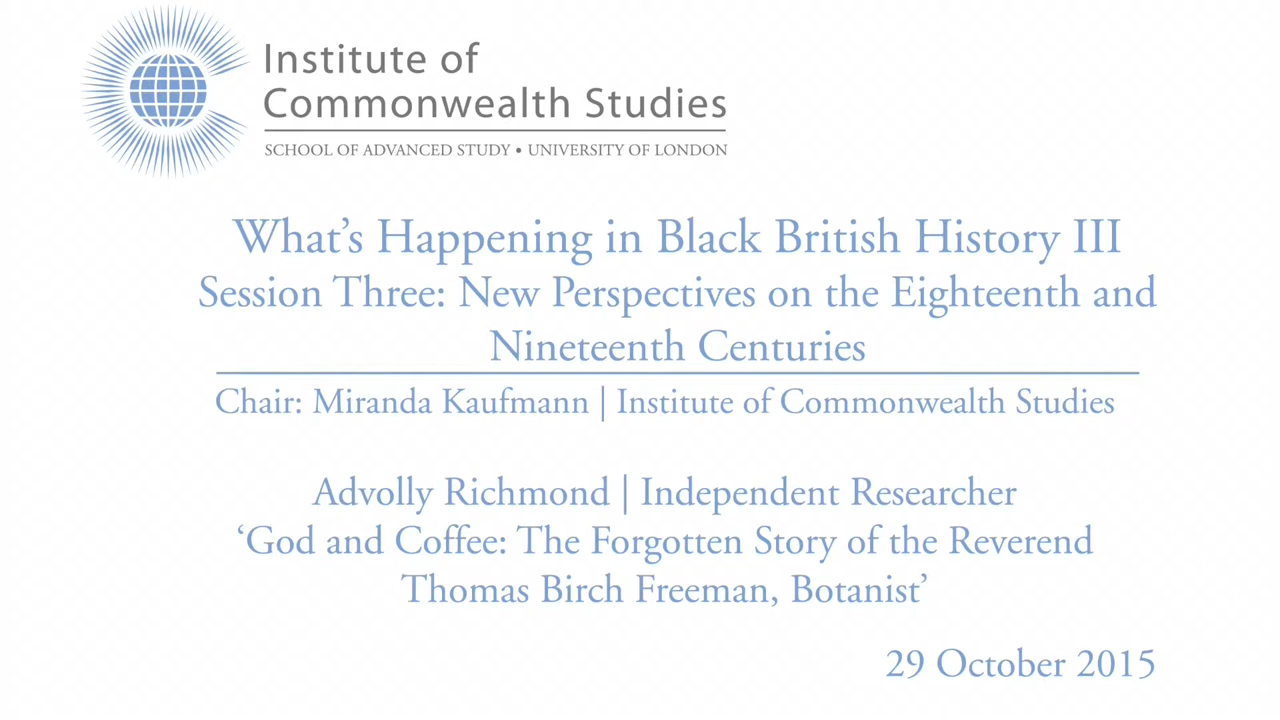 Institute of
Commonwealth Studies
SCHOOL OF ADVANCED STUDY • UNIVERSITY OF LONDON
What’s Happening in Black British History III
Session Three: New Perspectives on the Eighteenth and
Nineteenth Centuries
Chair: Miranda Kaufmann | Institute of Commonwealth Studies
Advolly Richmond | Independent Researcher
‘God and Coffee: The Forgotten Story of the Reverend
Thomas Birch Freeman, Botanist’
29 October 2015